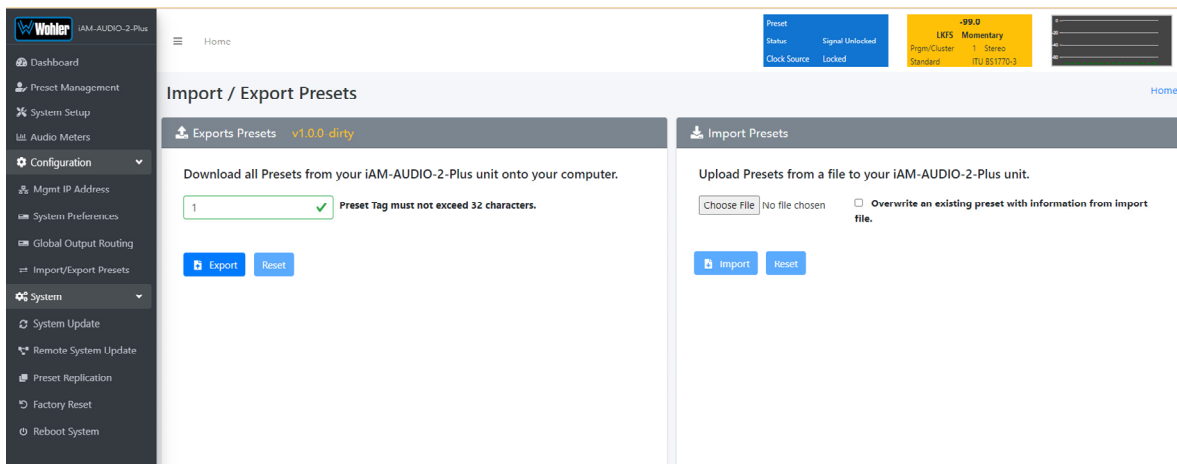 Wohler iAM-AUDIO-2-Plus
Dashboard
Preset Management
System Setup
Audio Meters
Configuration
Mgmt IP Address
System Preferences
Global Output Routing
Import/Export Presets
System
System Update
Remote System Update
Preset Replication
Factory Reset
Reboot System
Home
Preset
Status Signal Unlocked
Clock Source Locked
-99.0
LKFS Momentary
Prgm/Cluster 1 Stereo
Standard ITU BS1770-3
Import / Export Presets
Home
Exports Presets v1.0.0-dirty
Download all Presets from your iAM-AUDIO-2-Plus unit onto your computer.
1
Preset Tag must not exceed 32 characters.
Export Reset
Import Presets
Upload Presets from a file to your iAM-AUDIO-2-Plus unit.
Choose File No file chosen
Overwrite an existing preset with information from import
file.
Import Reset